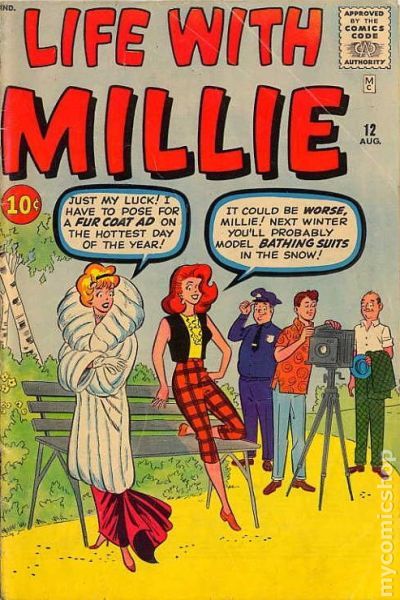 IND.
LIFE WITH
MILLIE
APPROVED
BY THE
COMICS
CODE
AUTHORITY
MC
12
AUG.
10¢
JUST MY LUCK! I
HAVE TO POSE FOR
A FUR COAT AD ON
THE HOTTEST DAY
OF THE YEAR!
IT COULD BE WORSE,
MILLIE! NEXT WINTER
YOU'LL PROBABLY
MODEL BATHING SUITS
IN THE SNOW!
mycomicshop